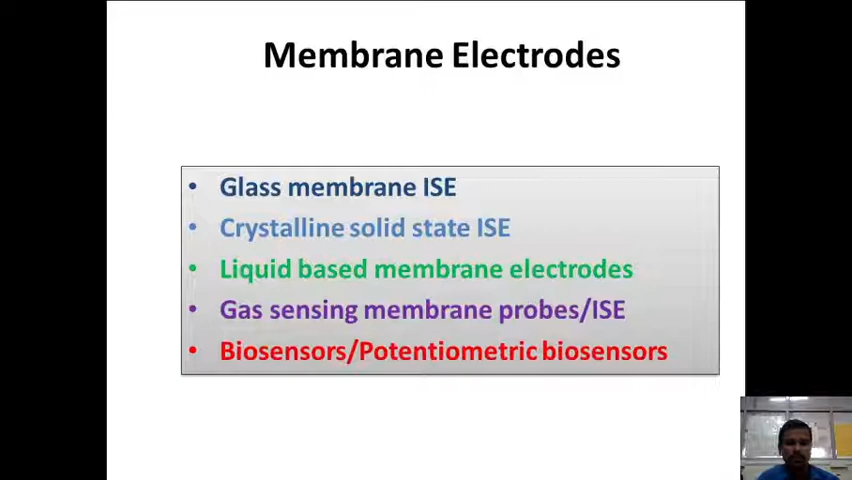 Membrane Electrodes
• Glass membrane ISE
• Crystalline solid state ISE
• Liquid based membrane electrodes
• Gas sensing membrane probes/ISE
• Biosensors/Potentiometric biosensors